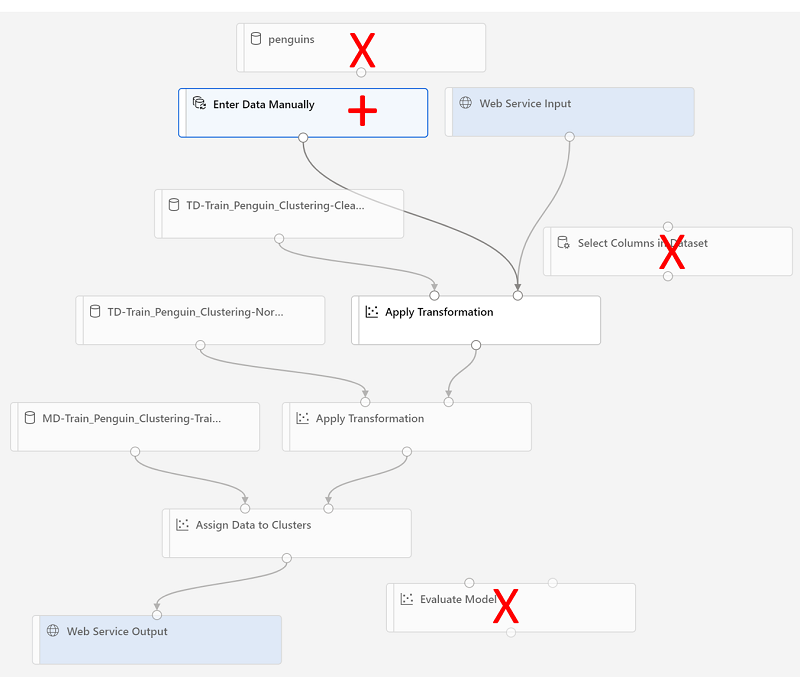 penguins
X
Enter Data Manually
+
Web Service Input
TD-Train_Penguin_Clustering-Clea...
Select Columns in Dataset
X
TD-Train_Penguin_Clustering-Nor...
Apply Transformation
MD-Train_Penguin_Clustering-Trai...
Apply Transformation
Assign Data to Clusters
Evaluate Model
X
Web Service Output